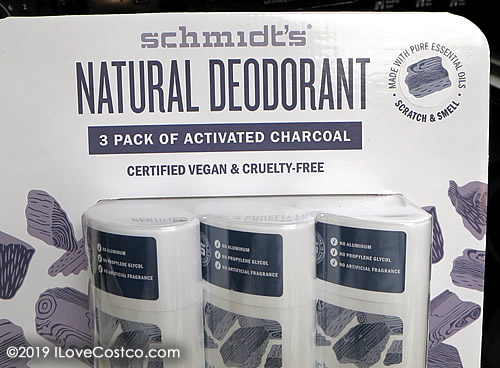 schmidt's®
NATURAL DEODORANT
3 PACK OF ACTIVATED CHARCOAL
CERTIFIED VEGAN & CRUELTY-FREE
MADE WITH PURE ESSENTIAL OILS
• SCRATCH & SMELL •
NO ALUMINUM
NO PROPYLENE GLYCOL
NO ARTIFICIAL FRAGRANCE
NO ALUMINUM
NO PROPYLENE GLYCOL
NO ARTIFICIAL FRAGRANCE
NO ALUMINUM
NO PROPYLENE GLYCOL
NO ARTIFICIAL FRAGRANCE
©2019 ILoveCostco.com